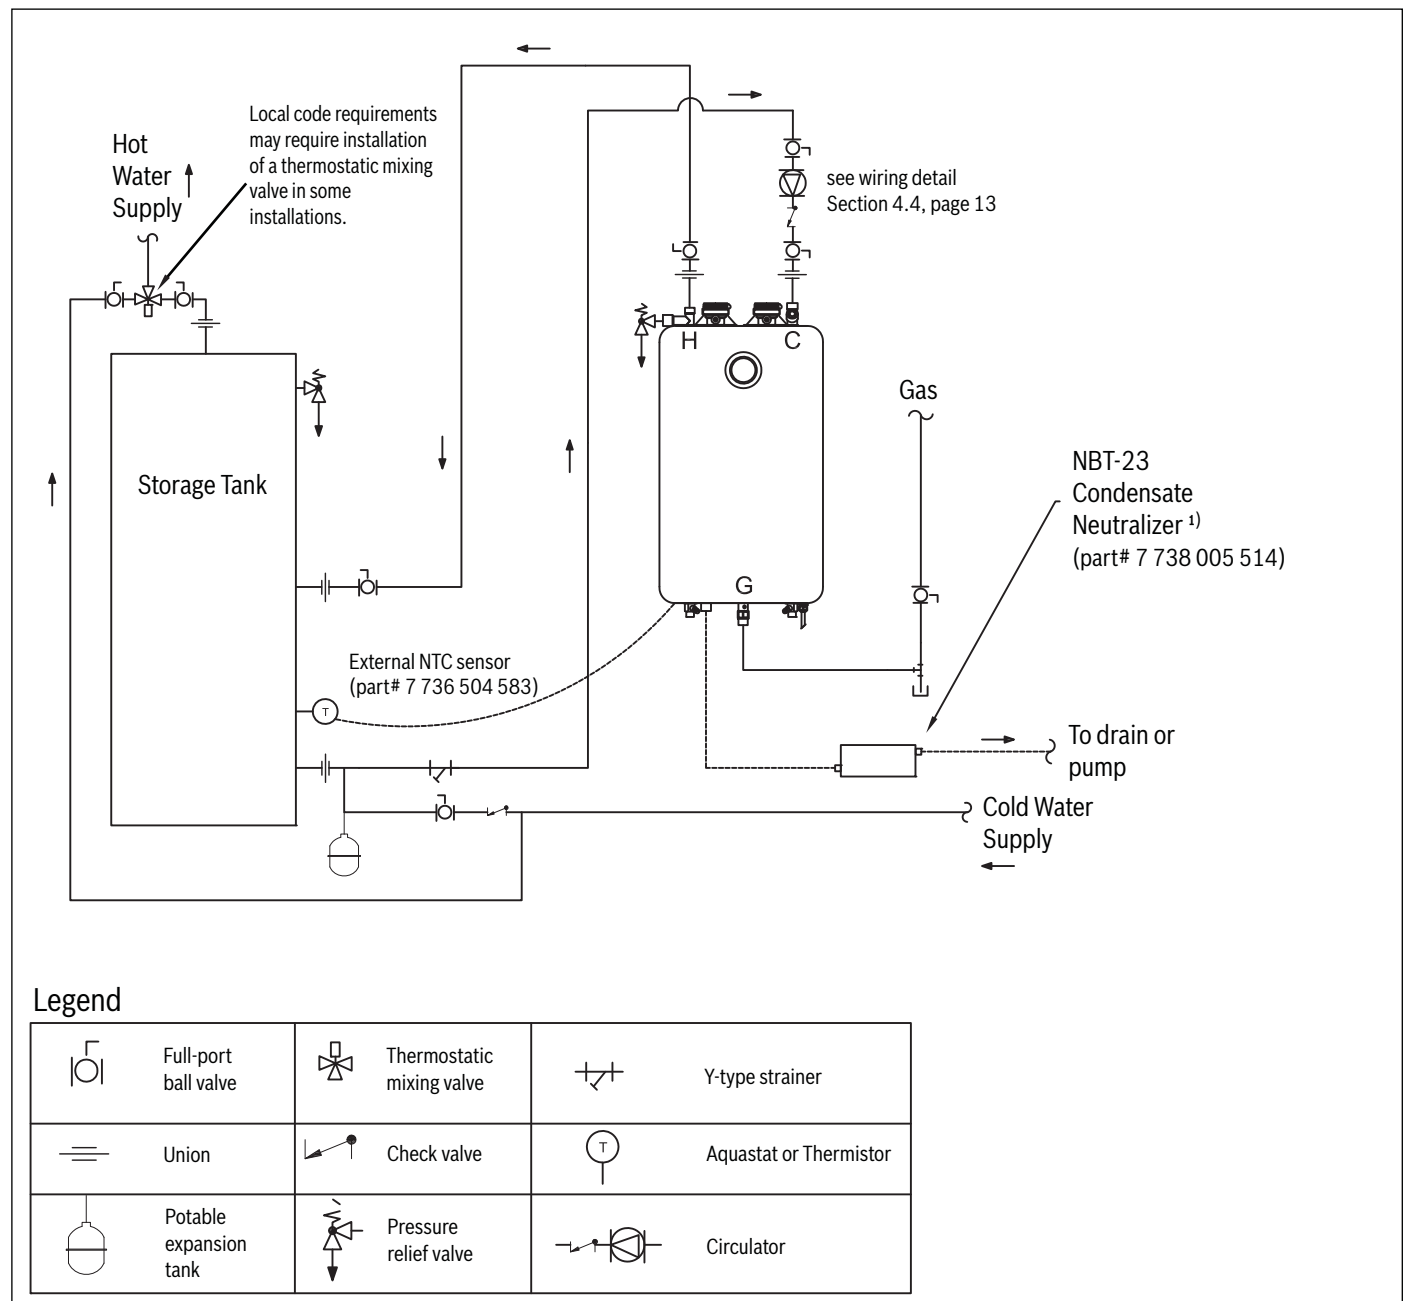 Local code requirements
may require installation
of a thermostatic mixing
valve in some
installations.
Hot
Water
Supply
see wiring detail
Section 4.4, page 13
H
C
Gas
Storage Tank
NBT-23
Condensate
Neutralizer 1)
(part# 7 738 005 514)
G
External NTC sensor
(part# 7 736 504 583)
T
To drain or
pump
Cold Water
Supply
Legend
Full-port
ball valve
Thermostatic
mixing valve
Y-type strainer
Union
Check valve
T
Aquastat or Thermistor
Potable
expansion
tank
Pressure
relief valve
Circulator